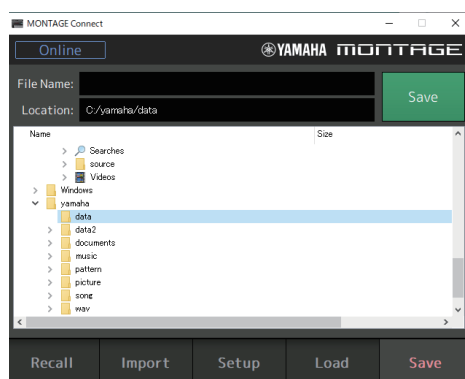 MONTAGE Connect
Online
YAMAHA MONTAGE
File Name:
Save
Location: C:/yamaha/data
Name Size
Searches
source
Videos
Windows
yamaha
data
data2
documents
music
pattern
picture
song
wav
Recall Import Setup Load Save